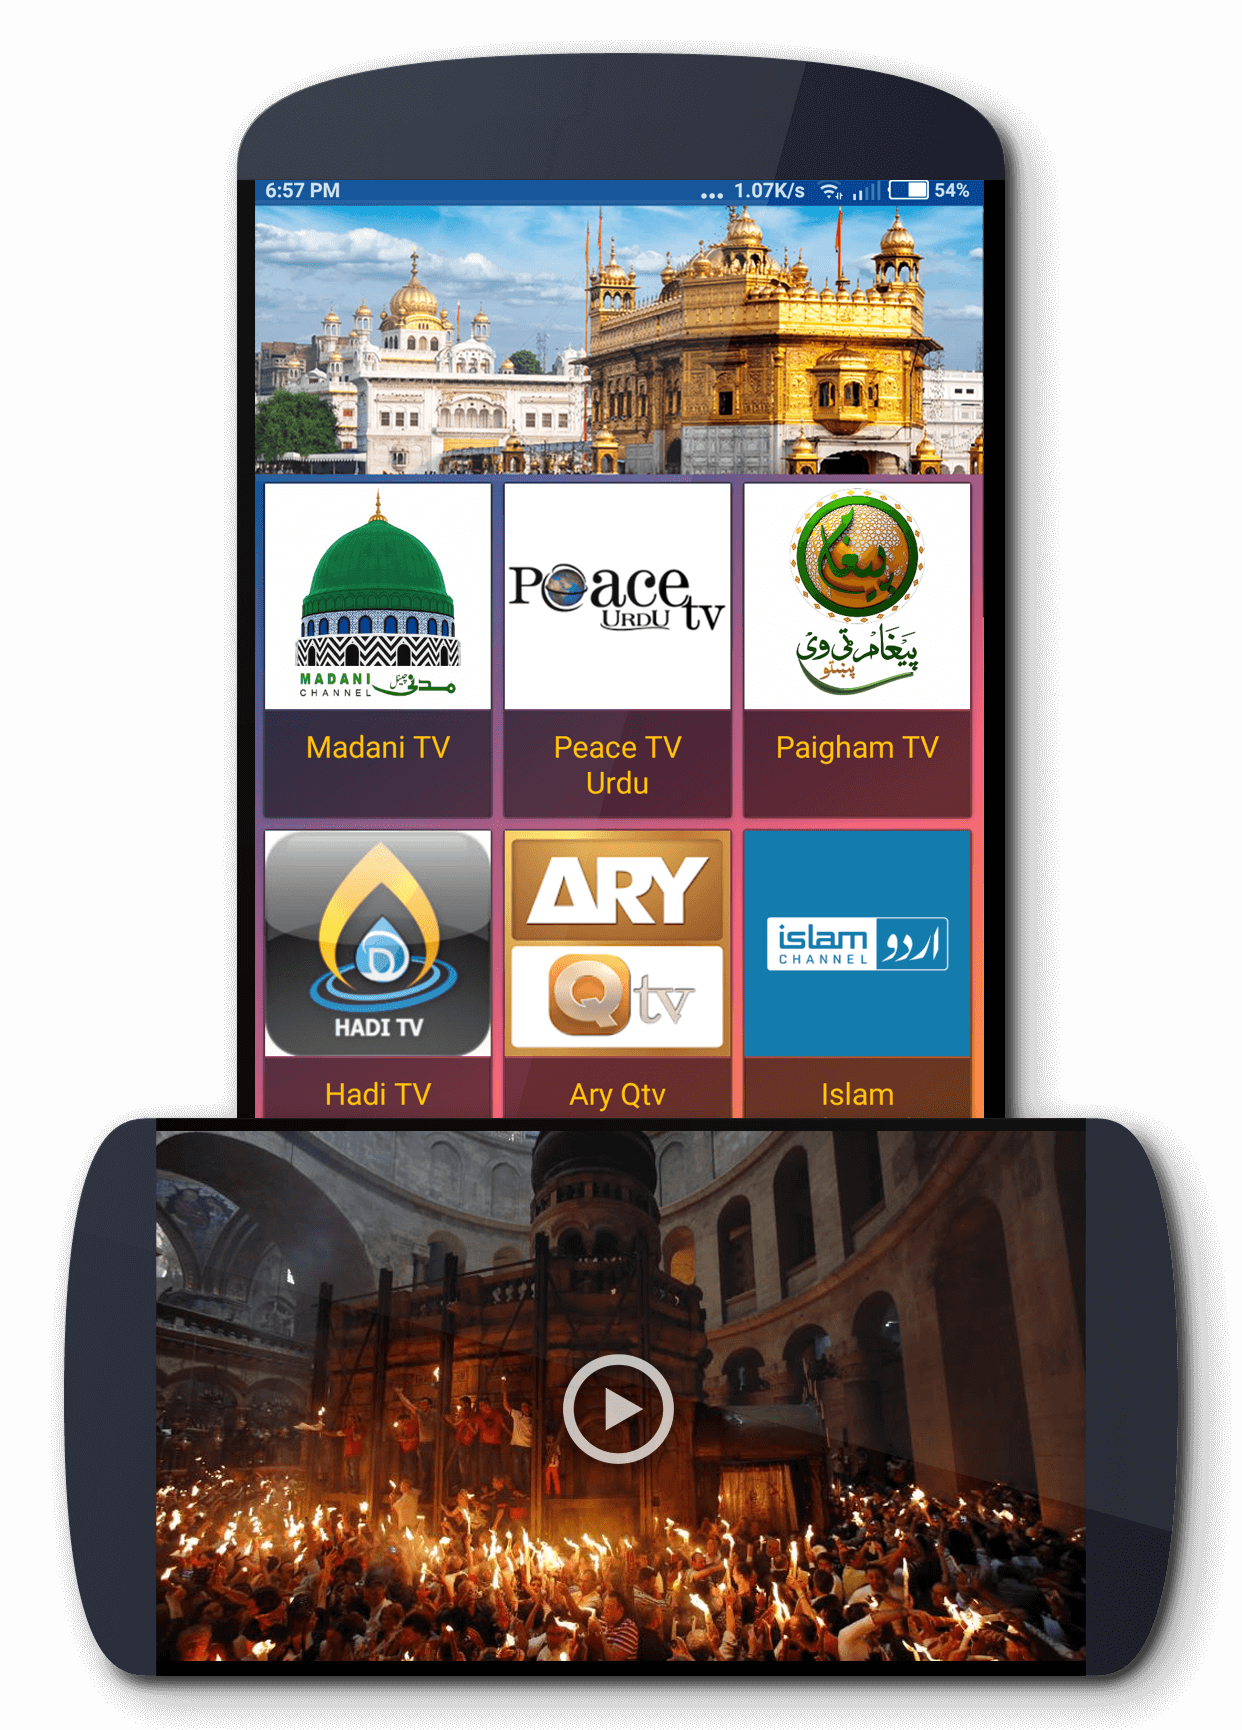 6:57 PM ... 1.07K/s 54%
MADANI
CHANNEL مدنی چینل
Peace
URDU tv
پیغام
پیغام ٹی وی
پښتو
Madani TV
Peace TV
Urdu
Paigham TV
HADI TV
ARY
Qtv
islam
CHANNEL اردو
Hadi TV
Ary Qtv
Islam